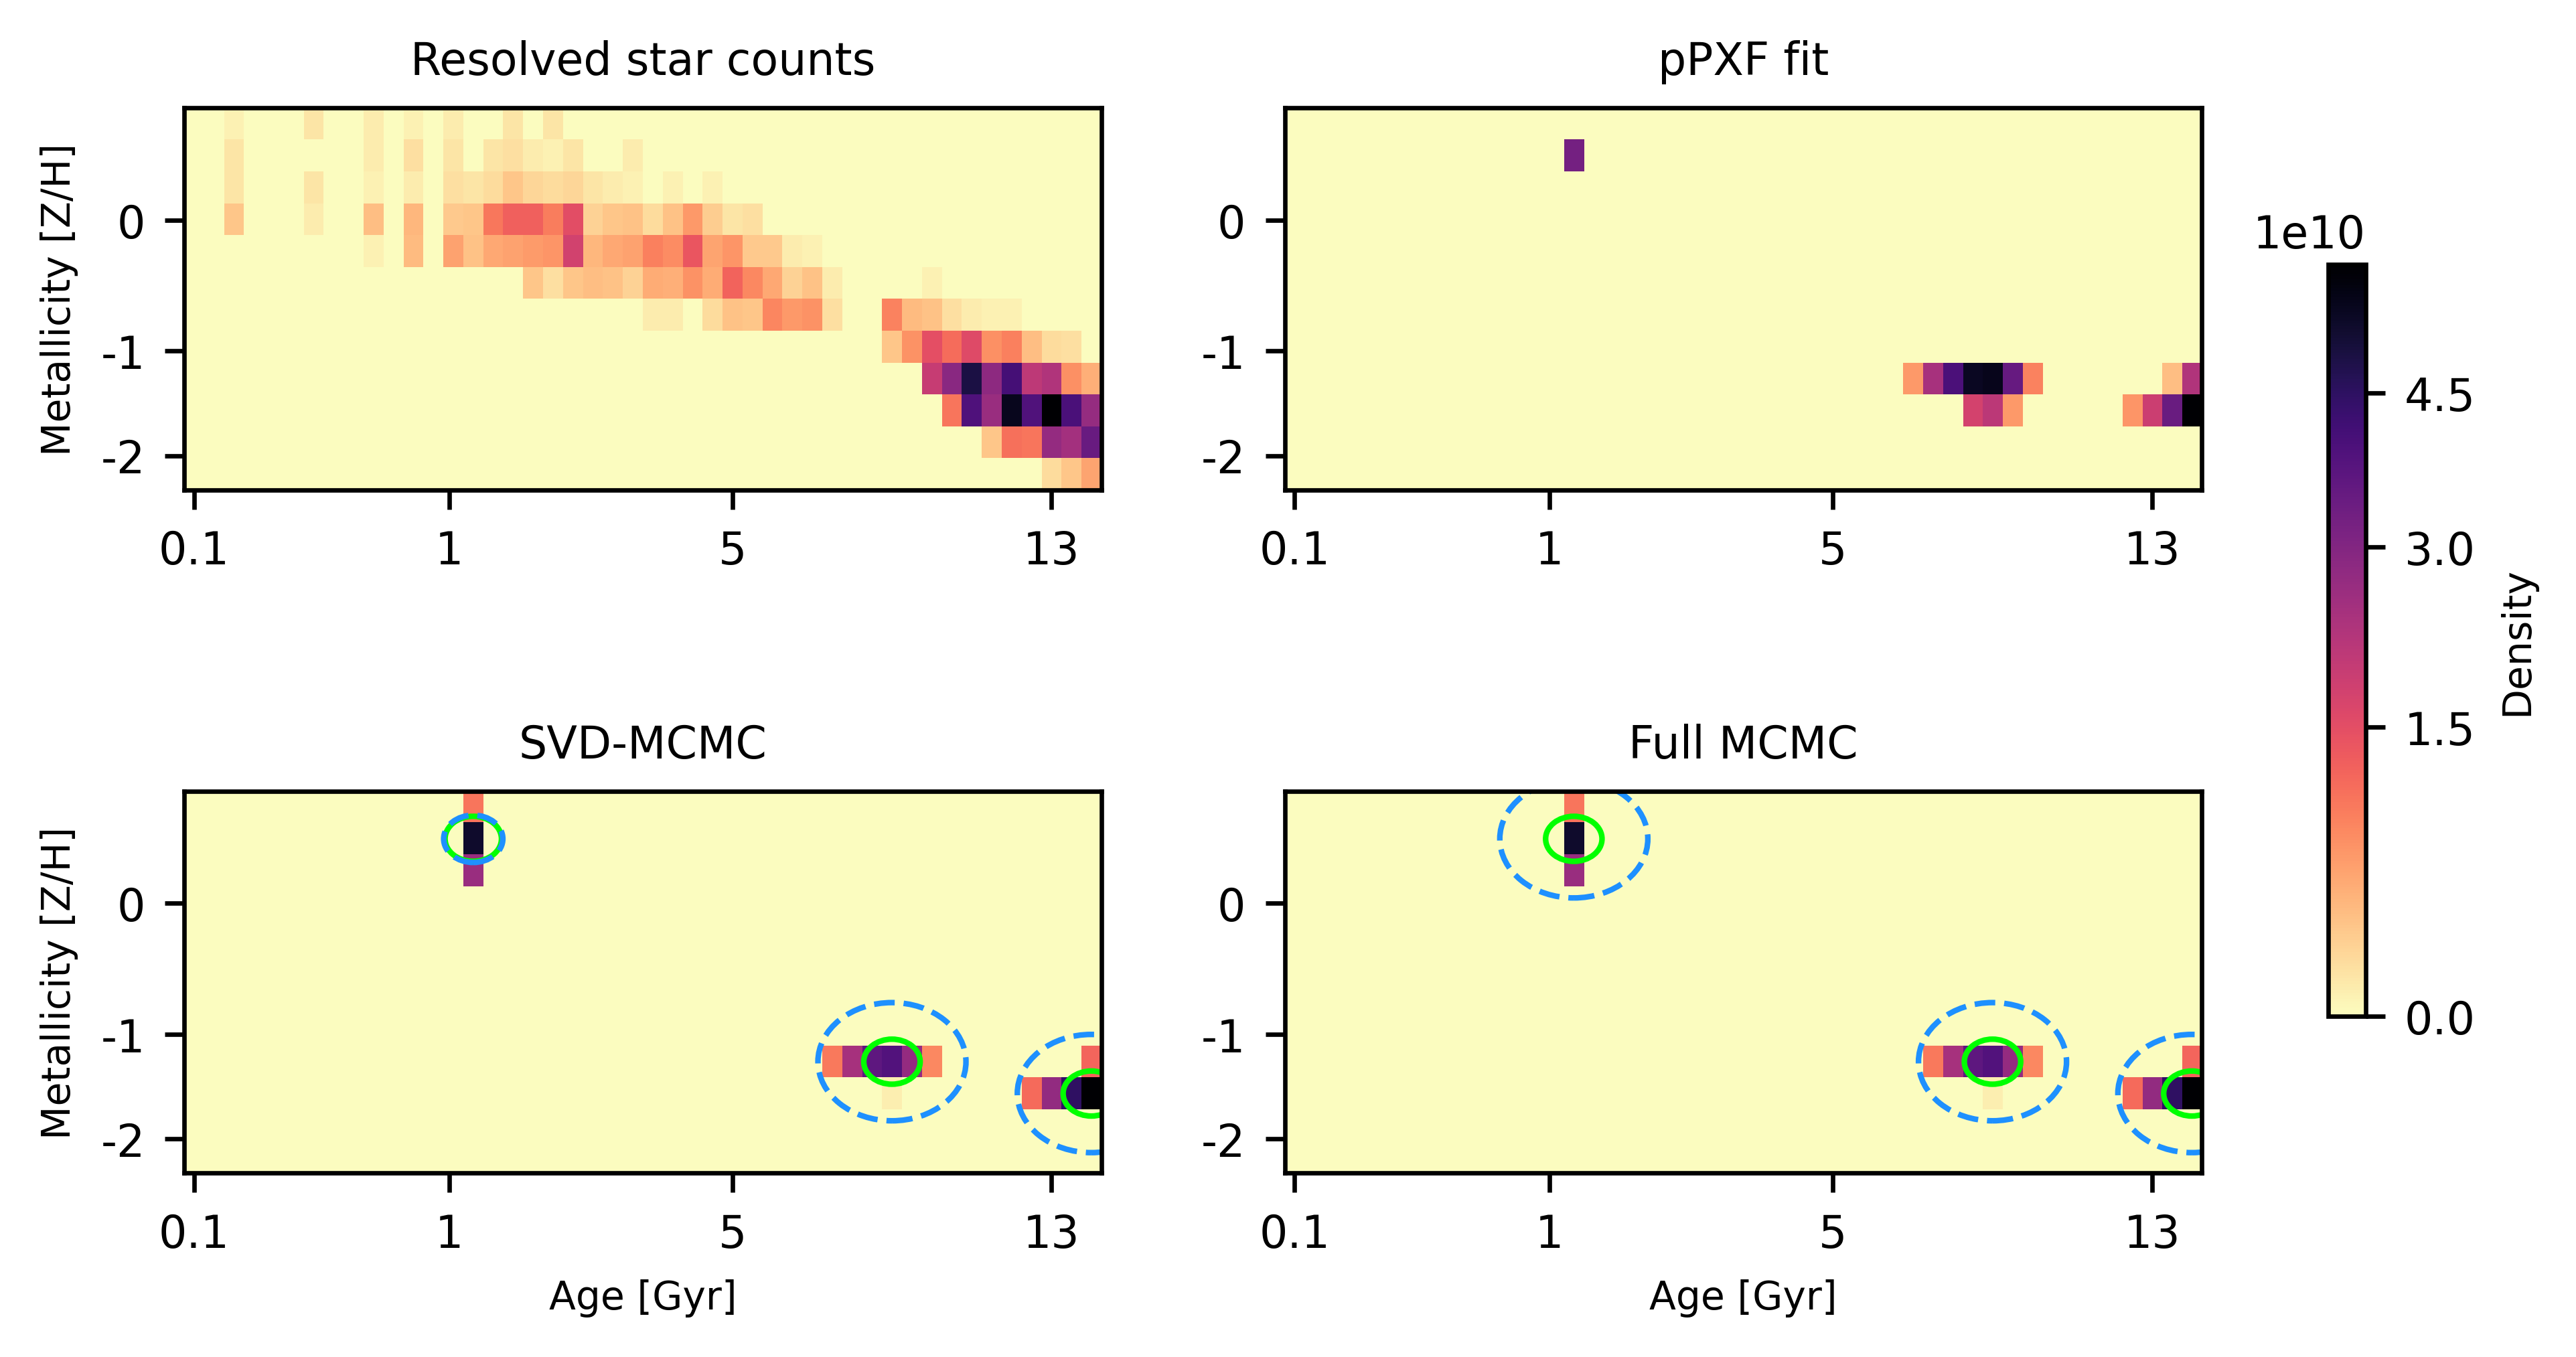 Resolved star counts
pPXF fit
Metallicity [Z/H]
0
-1
-2
0.1 1 5 13
0
-1
-2
0.1 1 5 13
1e10
4.5
3.0
1.5
0.0
Density
SVD-MCMC
Full MCMC
Metallicity [Z/H]
0
-1
-2
0.1 1 5 13
Age [Gyr]
0
-1
-2
0.1 1 5 13
Age [Gyr]